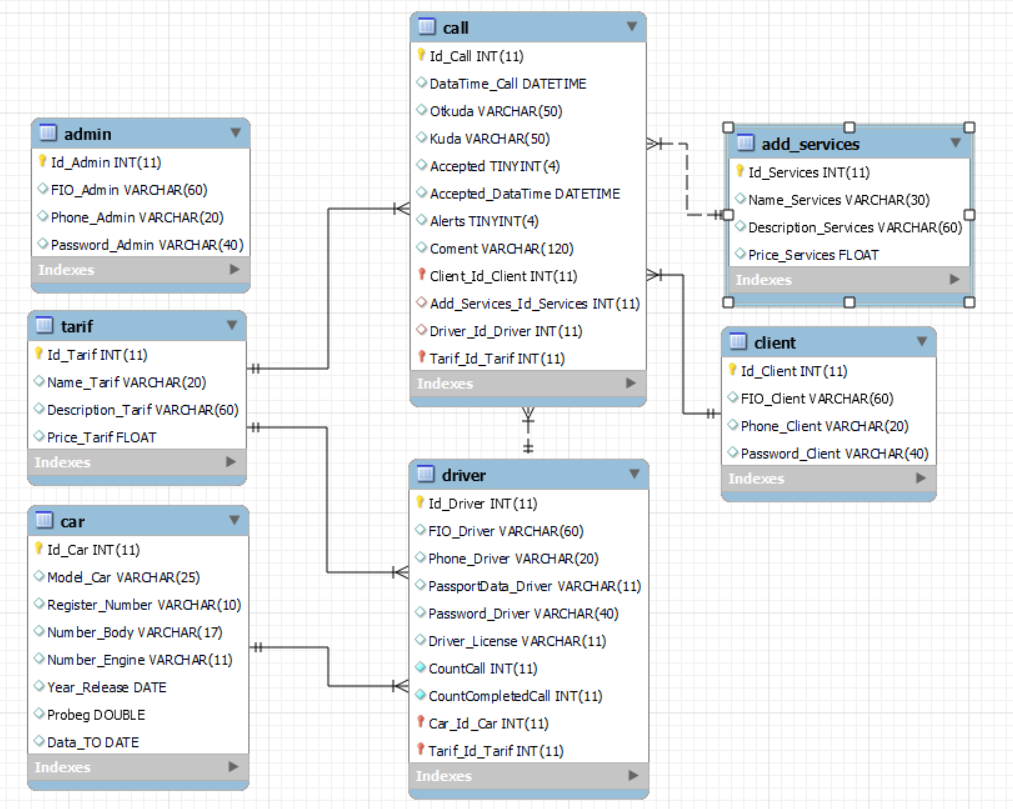 call
Id_Call INT(11)
DataTime_Call DATETIME
Otkuda VARCHAR(50)
Kuda VARCHAR(50)
Accepted TINYINT(4)
Accepted_DataTime DATETIME
Alerts TINYINT(4)
Coment VARCHAR(120)
Client_Id_Client INT(11)
Add_Services_Id_Services INT(11)
Driver_Id_Driver INT(11)
Tarif_Id_Tarif INT(11)
Indexes
admin
Id_Admin INT(11)
FIO_Admin VARCHAR(60)
Phone_Admin VARCHAR(20)
Password_Admin VARCHAR(40)
Indexes
add_services
Id_Services INT(11)
Name_Services VARCHAR(30)
Description_Services VARCHAR(60)
Price_Services FLOAT
Indexes
tarif
Id_Tarif INT(11)
Name_Tarif VARCHAR(20)
Description_Tarif VARCHAR(60)
Price_Tarif FLOAT
Indexes
client
Id_Client INT(11)
FIO_Client VARCHAR(60)
Phone_Client VARCHAR(20)
Password_Client VARCHAR(40)
Indexes
car
Id_Car INT(11)
Model_Car VARCHAR(25)
Register_Number VARCHAR(10)
Number_Body VARCHAR(17)
Number_Engine VARCHAR(11)
Year_Release DATE
Probeg DOUBLE
Data_TO DATE
Indexes
driver
Id_Driver INT(11)
FIO_Driver VARCHAR(60)
Phone_Driver VARCHAR(20)
PassportData_Driver VARCHAR(11)
Password_Driver VARCHAR(40)
Driver_License VARCHAR(11)
CountCall INT(11)
CountCompletedCall INT(11)
Car_Id_Car INT(11)
Tarif_Id_Tarif INT(11)
Indexes